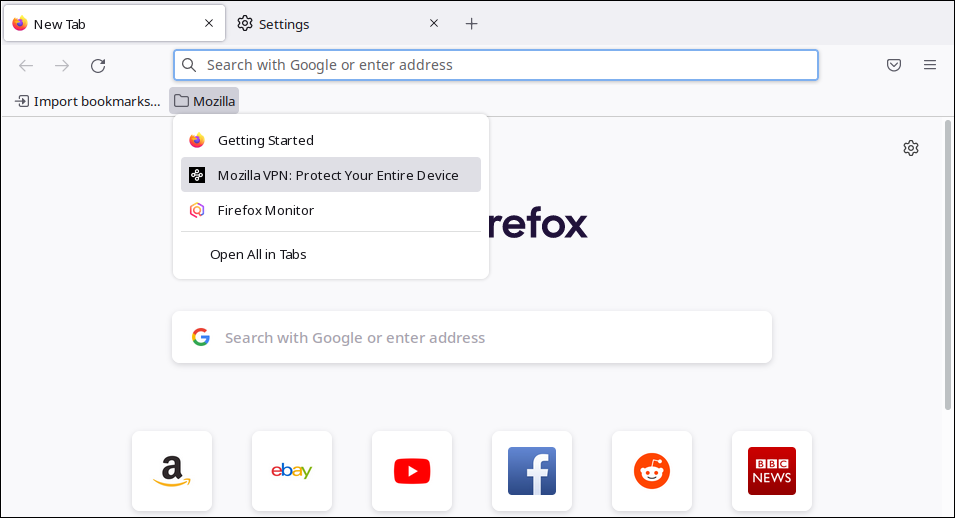 New Tab
Settings
Search with Google or enter address
Import bookmarks...
Mozilla
Getting Started
Mozilla VPN: Protect Your Entire Device
Firefox Monitor
Open All in Tabs
refox
Search with Google or enter address
a
ebay
f
BBC
NEWS